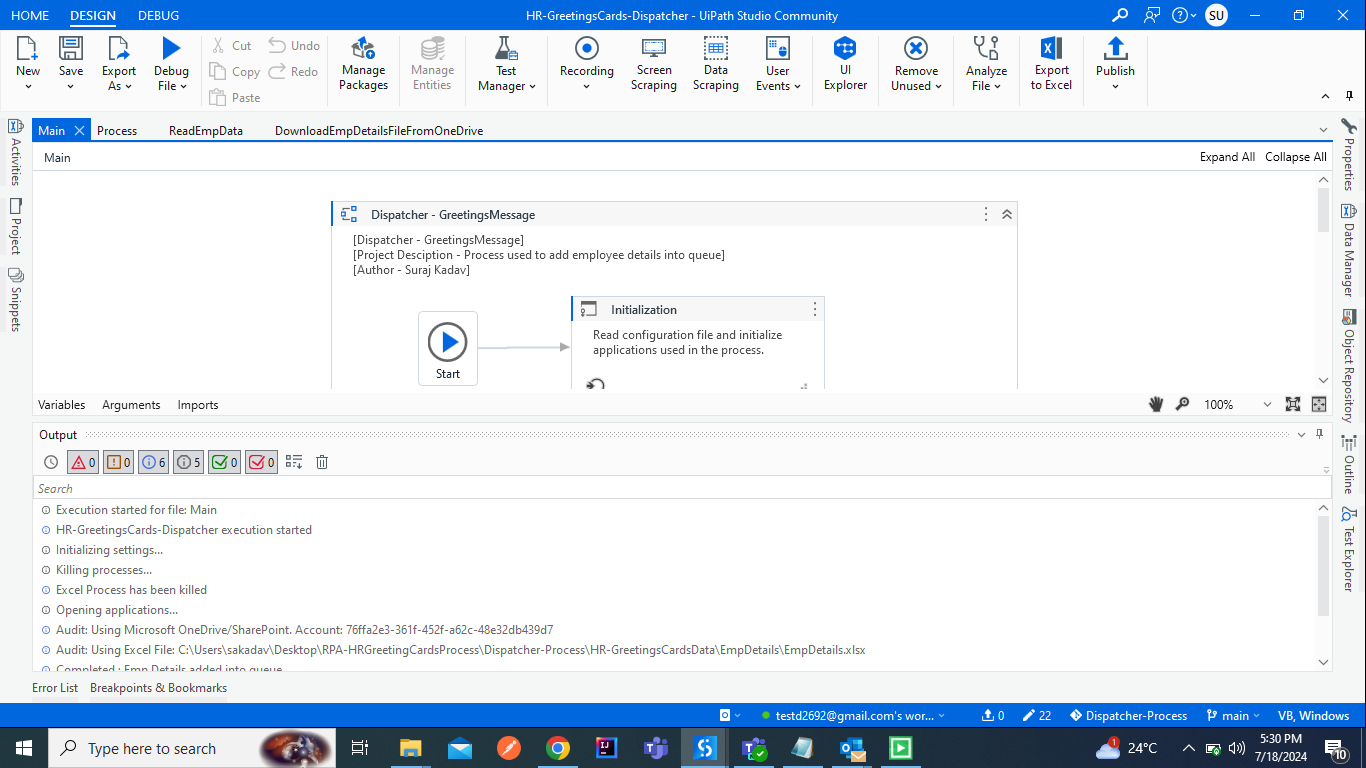 HOME DESIGN DEBUG HR-GreetingsCards-Dispatcher - UiPath Studio Community SU
New Save Export As Debug File Cut Undo Copy Redo Paste Manage Packages Manage Entities Test Manager Recording Screen Scraping Data Scraping User Events UI Explorer Remove Unused Analyze File Export to Excel Publish
Main Process ReadEmpData DownloadEmpDetailsFileFromOneDrive
Main Expand All Collapse All
Activities
Project
Snippets
Properties
Data Manager
Object Repository
Outline
Test Explorer
Dispatcher - GreetingsMessage
[Dispatcher - GreetingsMessage]
[Project Desciption - Process used to add employee details into queue]
[Author - Suraj Kadav]
Initialization
Read configuration file and initialize
applications used in the process.
Start
Variables Arguments Imports 100%
Output
0 0 6 5 0 0
Search
Execution started for file: Main
HR-GreetingsCards-Dispatcher execution started
Initializing settings...
Killing processes...
Excel Process has been killed
Opening applications...
Audit: Using Microsoft OneDrive/SharePoint. Account: 76ffa2e3-361f-452f-a62c-48e32db439d7
Audit: Using Excel File: C:\Users\sakadav\Desktop\RPA-HRGreetingCardsProcess\Dispatcher-Process\HR-GreetingsCardsData\EmpDetails\EmpDetails.xlsx
Completed : Emp Details added into queue
Error List Breakpoints & Bookmarks
testd2692@gmail.com's wor... 0 22 Dispatcher-Process main VB, Windows
Type here to search 1 24°C 5:30 PM
7/18/2024 10